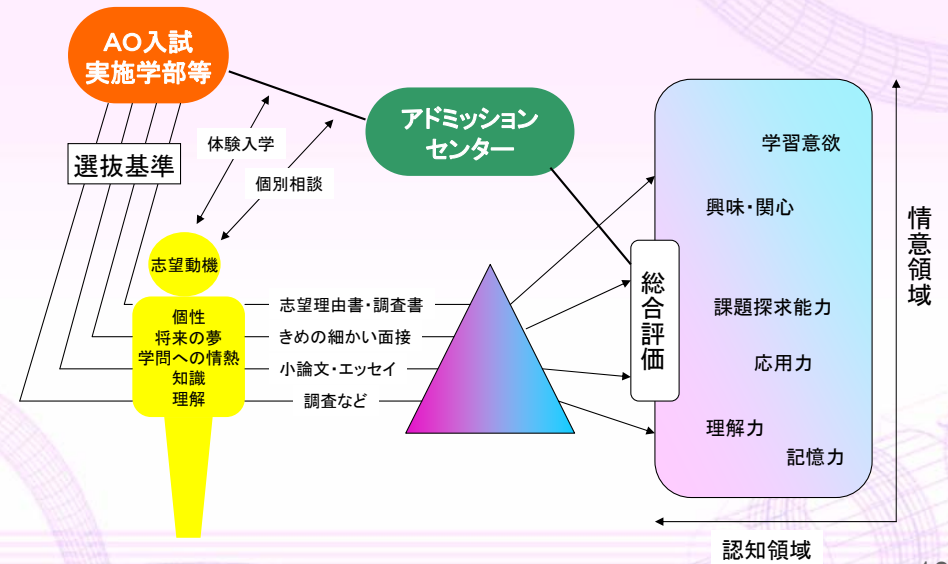 AO入試
実施学部等
アドミッション
センター
体験入学
選抜基準
個別相談
志望動機
個性
将来の夢
学問への情熱
知識
理解
志望理由書・調査書
きめの細かい面接
小論文・エッセイ
調査など
総合評価
学習意欲
興味・関心
課題探求能力
応用力
理解力
記憶力
情意領域
認知領域